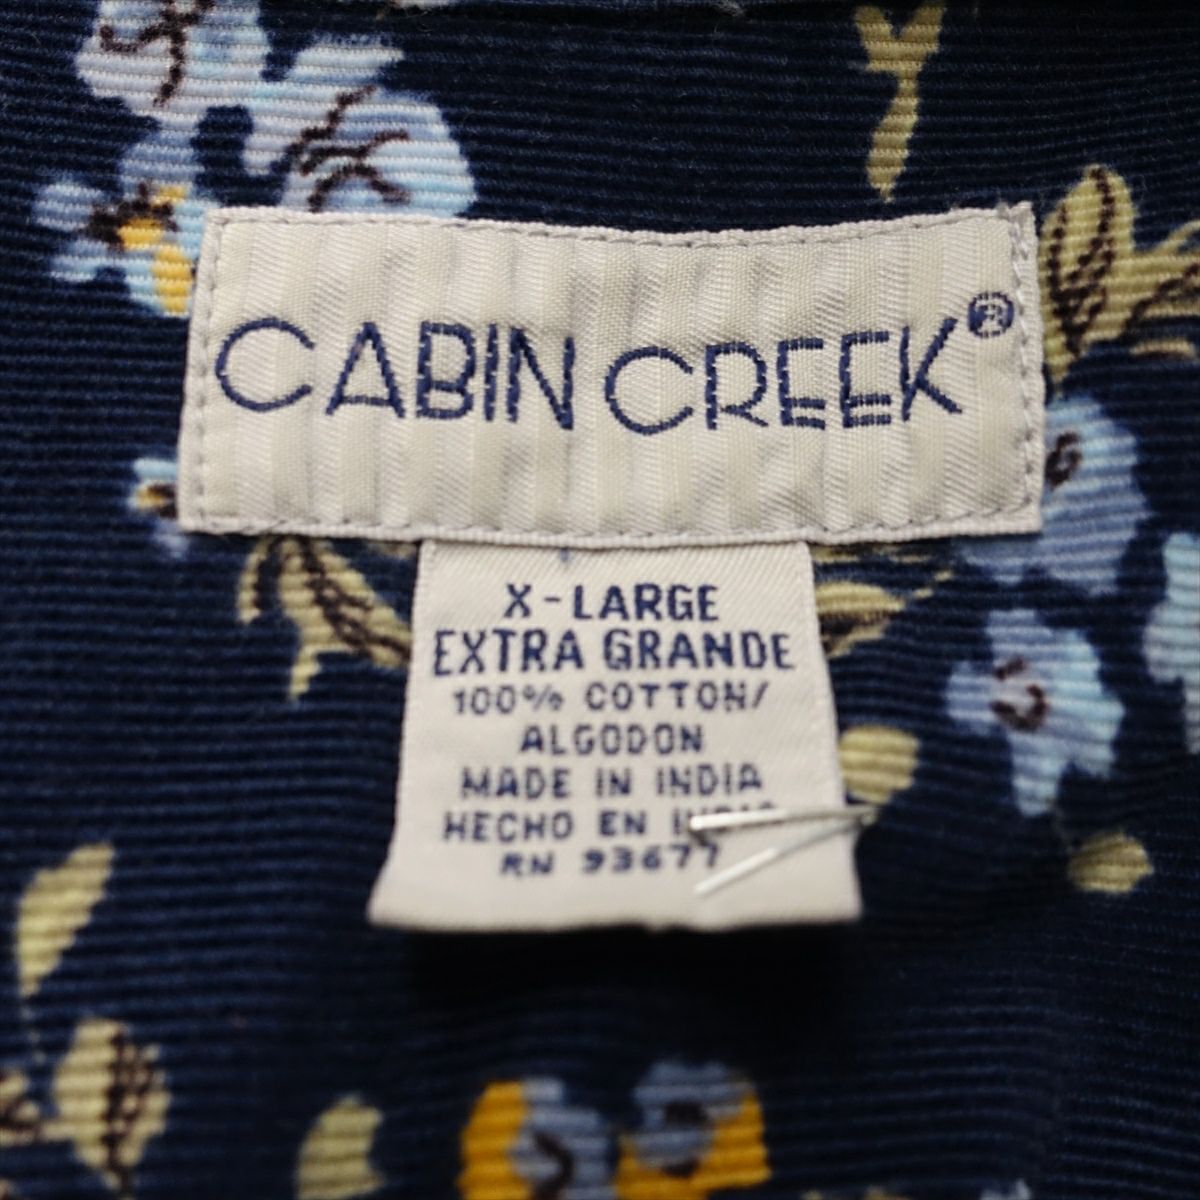 CABIN CREEK®
X-LARGE
EXTRA GRANDE
100% COTTON/
ALGODON
MADE IN INDIA
HECHO EN
RN 93677